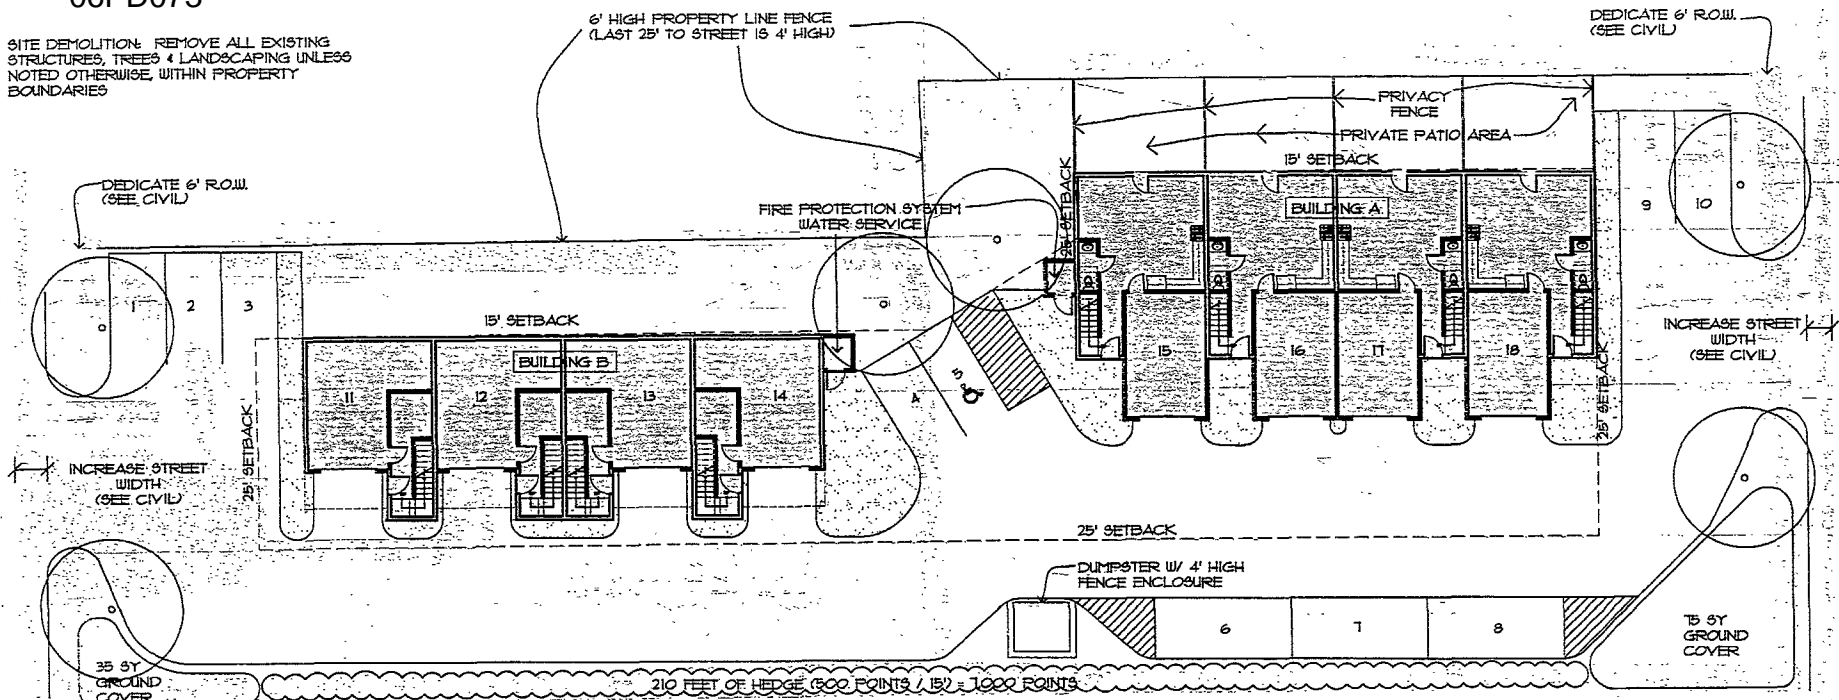 SITE DEMOLITION: REMOVE ALL EXISTING
STRUCTURES, TREES & LANDSCAPING UNLESS
NOTED OTHERWISE, WITHIN PROPERTY
BOUNDARIES
6' HIGH PROPERTY LINE FENCE
(LAST 25' TO STREET IS 4' HIGH)
DEDICATE 6' R.O.W.
(SEE CIVIL)
PRIVACY
FENCE
PRIVATE PATIO AREA
15' SETBACK
DEDICATE 6' R.O.W.
(SEE CIVIL)
FIRE PROTECTION SYSTEM
WATER SERVICE
25' SETBACK
BUILDING A
9
10
1
2
3
15' SETBACK
BUILDING B
INCREASE STREET
WIDTH
(SEE CIVIL)
15
16
17
18
11
12
13
14
4
5
25' SETBACK
25' SETBACK
INCREASE STREET
WIDTH
(SEE CIVIL)
25' SETBACK
DUMPSTER W/ 4' HIGH
FENCE ENCLOSURE
6
7
8
75 SY
GROUND
COVER
35 SY
GROUND
COVER
210 FEET OF HEDGE (500 POINTS / 15') = 7,000 POINTS